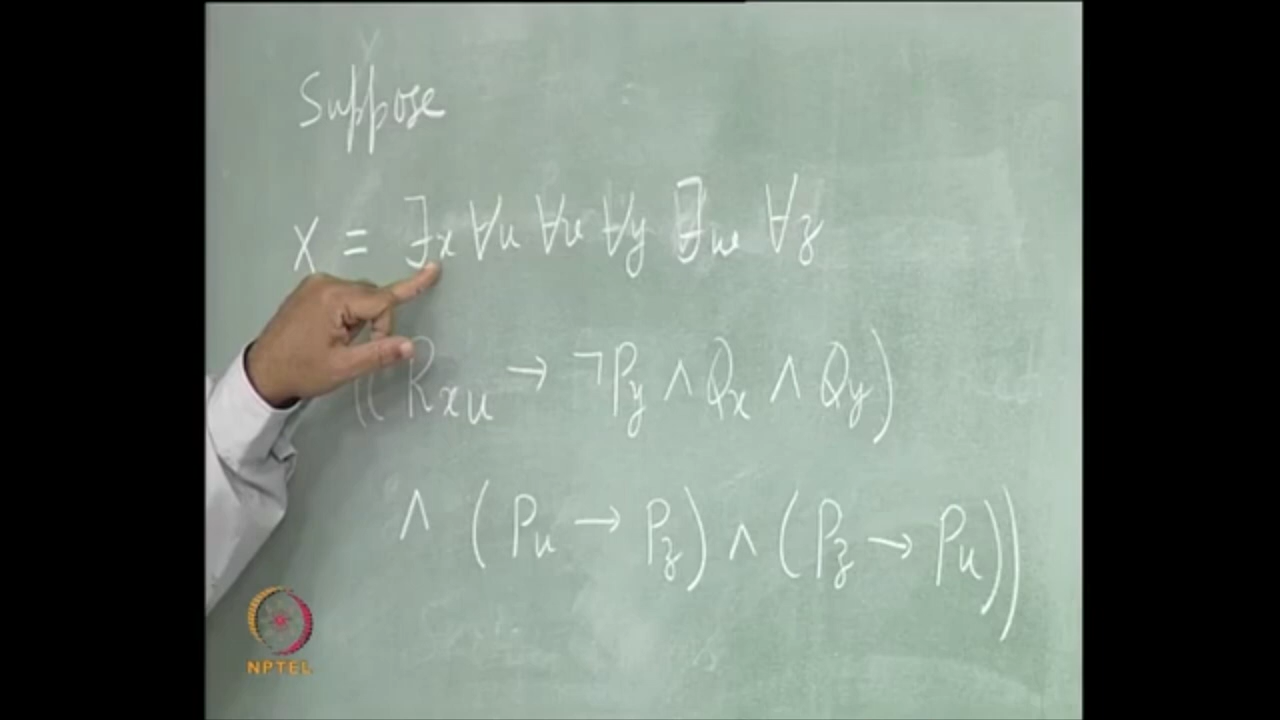 Suppose
X = ∃x ∀u ∀v ∀y ∃w ∀z
((Rxu → ¬Py ∧ Qx ∧ Qy)
∧ (Pu → Pz) ∧ (Pz → Pu))
NPTEL